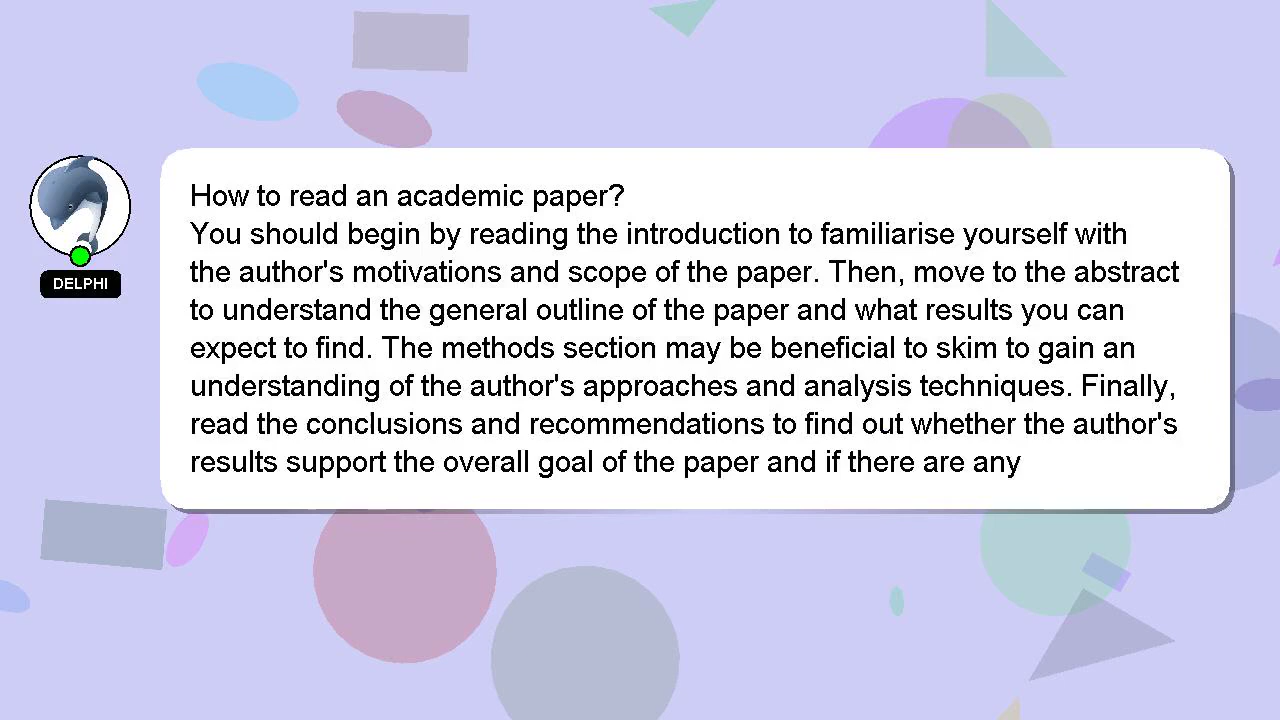 How to read an academic paper?
You should begin by reading the introduction to familiarise yourself with
the author's motivations and scope of the paper. Then, move to the abstract
to understand the general outline of the paper and what results you can
expect to find. The methods section may be beneficial to skim to gain an
understanding of the author's approaches and analysis techniques. Finally,
read the conclusions and recommendations to find out whether the author's
results support the overall goal of the paper and if there are any
DELPHI